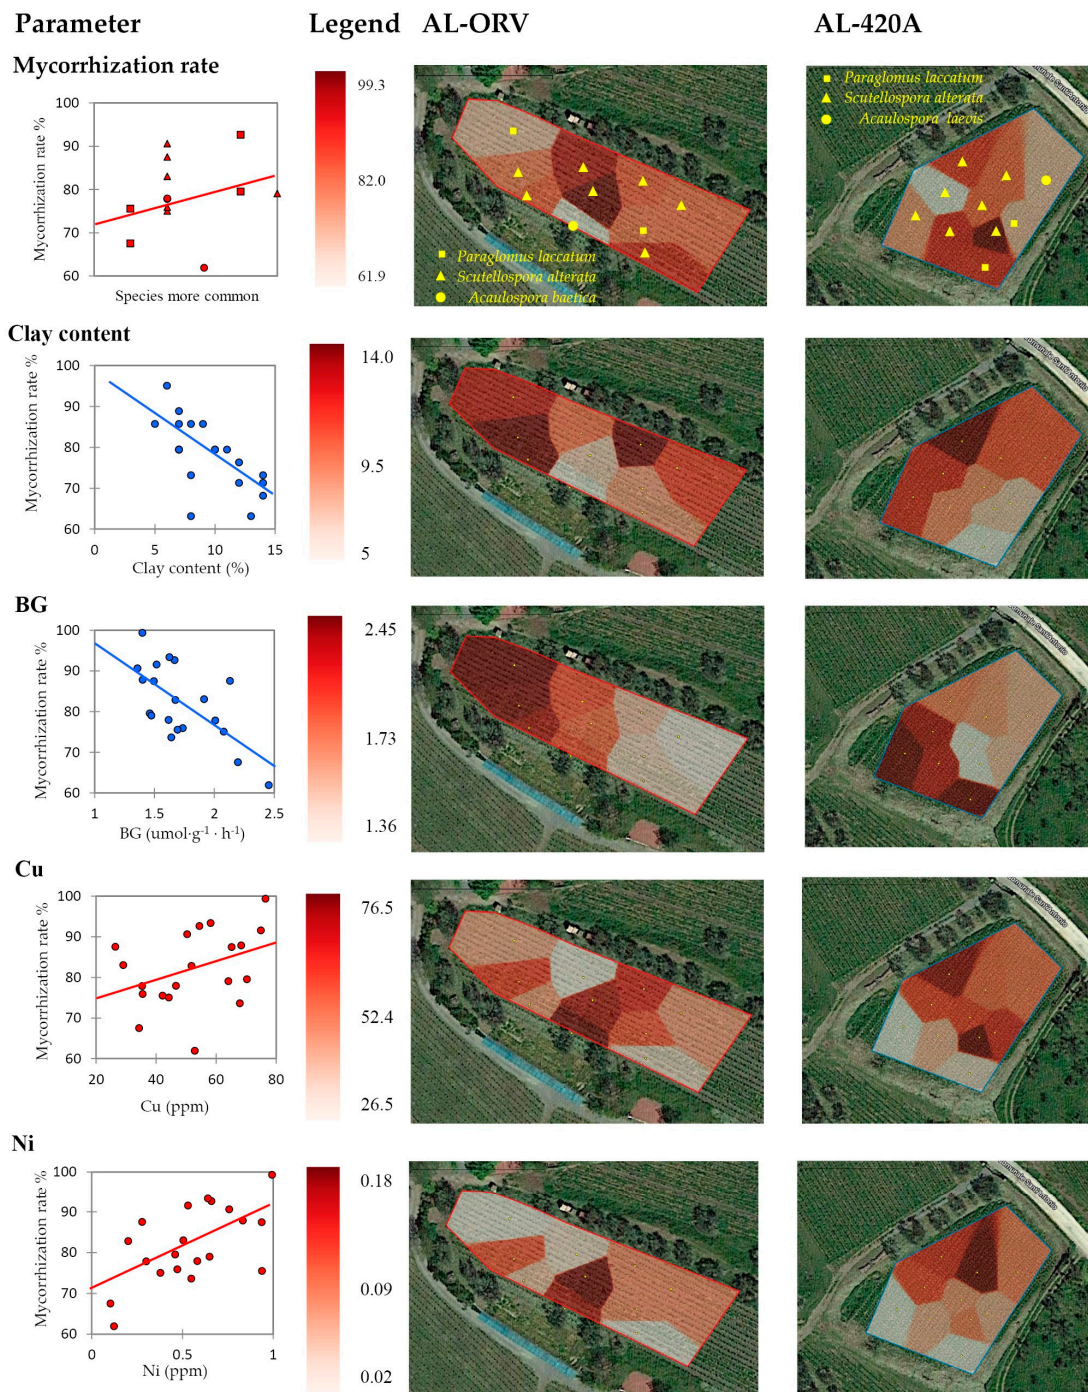 Parameter Legend AL-ORV AL-420A
Mycorrhization rate
Mycorrhization rate %
100
90
80
70
60
Species more common
99.3
82.0
61.9
Paraglomus laccatum
Scutellospora alterata
Acaulospora baetica
Paraglomus laccatum
Scutellospora alterata
Acaulospora laevis
Clay content
Mycorrhization rate %
100
90
80
70
60
0 5 10 15
Clay content (%)
14.0
9.5
5
BG
Mycorrhization rate %
100
90
80
70
60
1 1.5 2 2.5
BG (umol·g⁻¹ · h⁻¹)
2.45
1.73
1.36
Cu
Mycorrhization rate %
100
90
80
70
60
20 40 60 80
Cu (ppm)
76.5
52.4
26.5
Ni
Mycorrhization rate %
100
90
80
70
60
0 0.5 1
Ni (ppm)
0.18
0.09
0.02